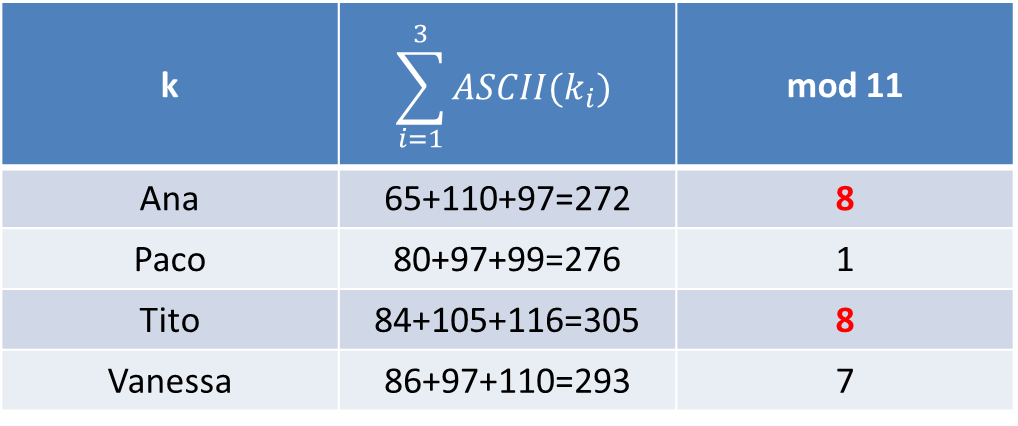 k	3∑i=1 ASCII(kᵢ)	mod 11
Ana	65+110+97=272	8
Paco	80+97+99=276	1
Tito	84+105+116=305	8
Vanessa	86+97+110=293	7